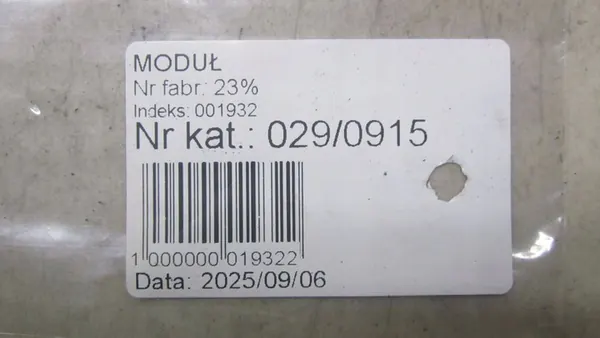 MODUŁ
Nr fabr.: 23%
Indeks: 001932
Nr kat.: 029/0915
1 000000 019322
Data: 2025/09/06